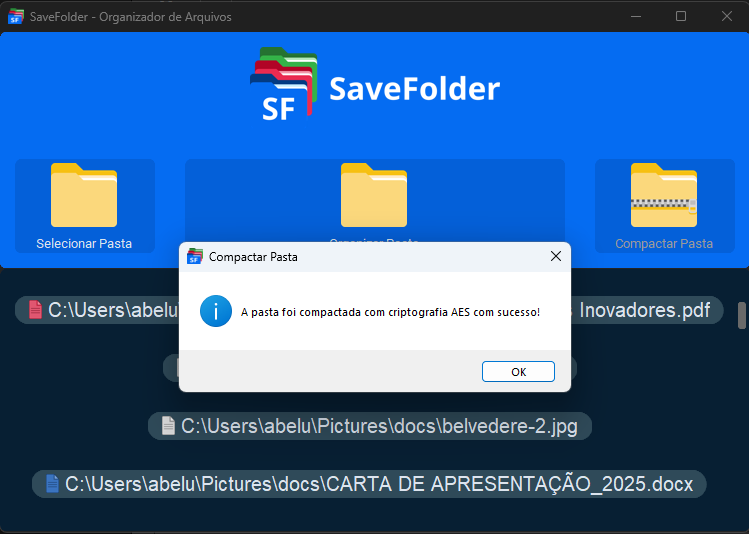 SaveFolder - Organizador de Arquivos
SF
SaveFolder
Selecionar Pasta
Organizar Pasta
Compactar Pasta
Compactar Pasta
A pasta foi compactada com criptografia AES com sucesso!
OK
C:\Users\abelu
Inovadores.pdf
C:\Users\abelu\Pictures\docs\belvedere-2.jpg
C:\Users\abelu\Pictures\docs\CARTA DE APRESENTAÇÃO_2025.docx